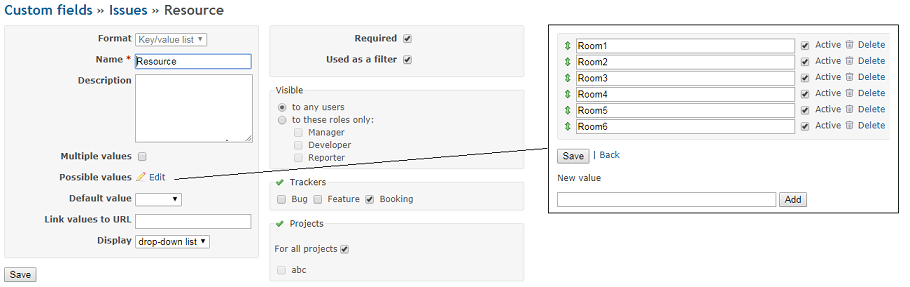 Custom fields » Issues » Resource
Format Key/value list
Name * Resource
Description
Multiple values
Possible values Edit
Default value
Link values to URL
Display drop-down list
Save
Required
Used as a filter
Visible
to any users
to these roles only:
Manager
Developer
Reporter
Trackers
Bug Feature Booking
Projects
For all projects
abc
Room1 Active Delete
Room2 Active Delete
Room3 Active Delete
Room4 Active Delete
Room5 Active Delete
Room6 Active Delete
Save | Back
New value
Add